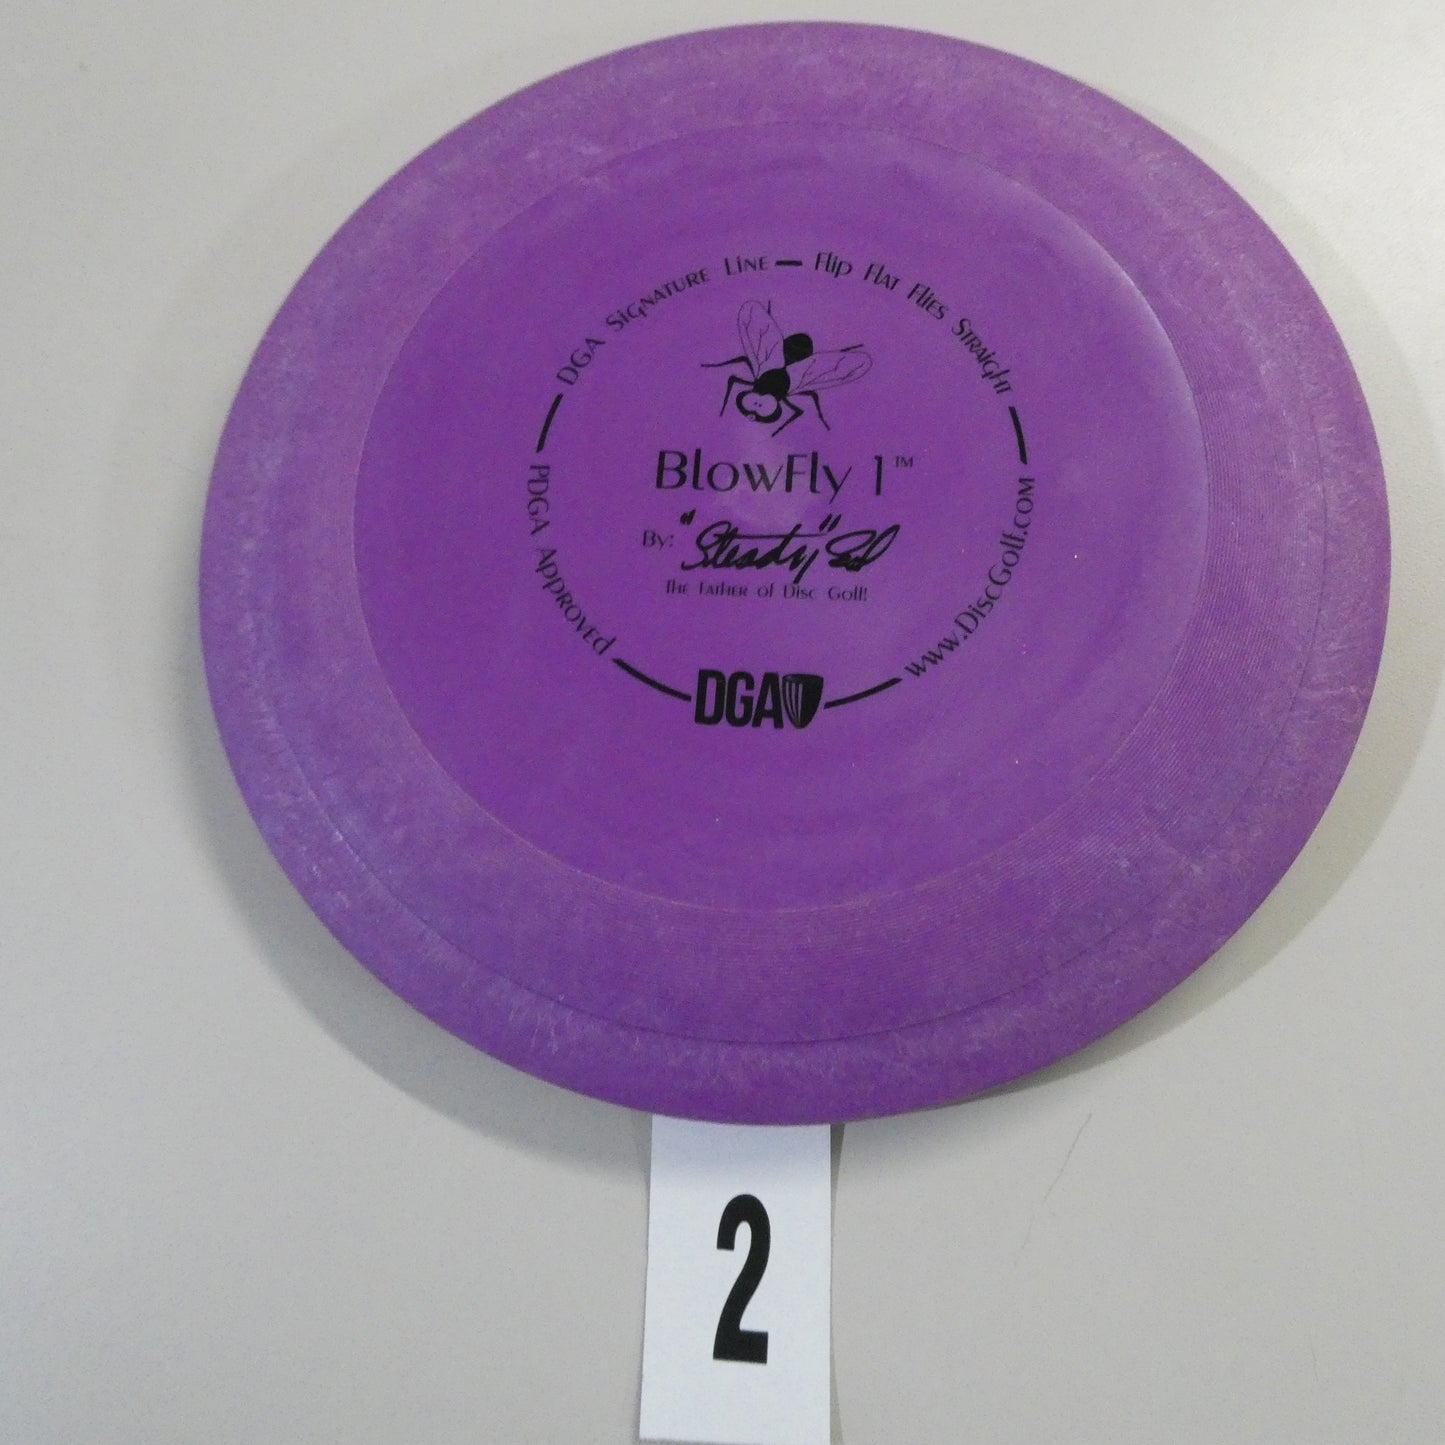 DGA Signature Line — Flip Flat Flies Straight
BlowFly 1™
By: "Steady" Ed
The Father of Disc Golf!
PDGA Approved
www.DiscGolf.com
DGA
2